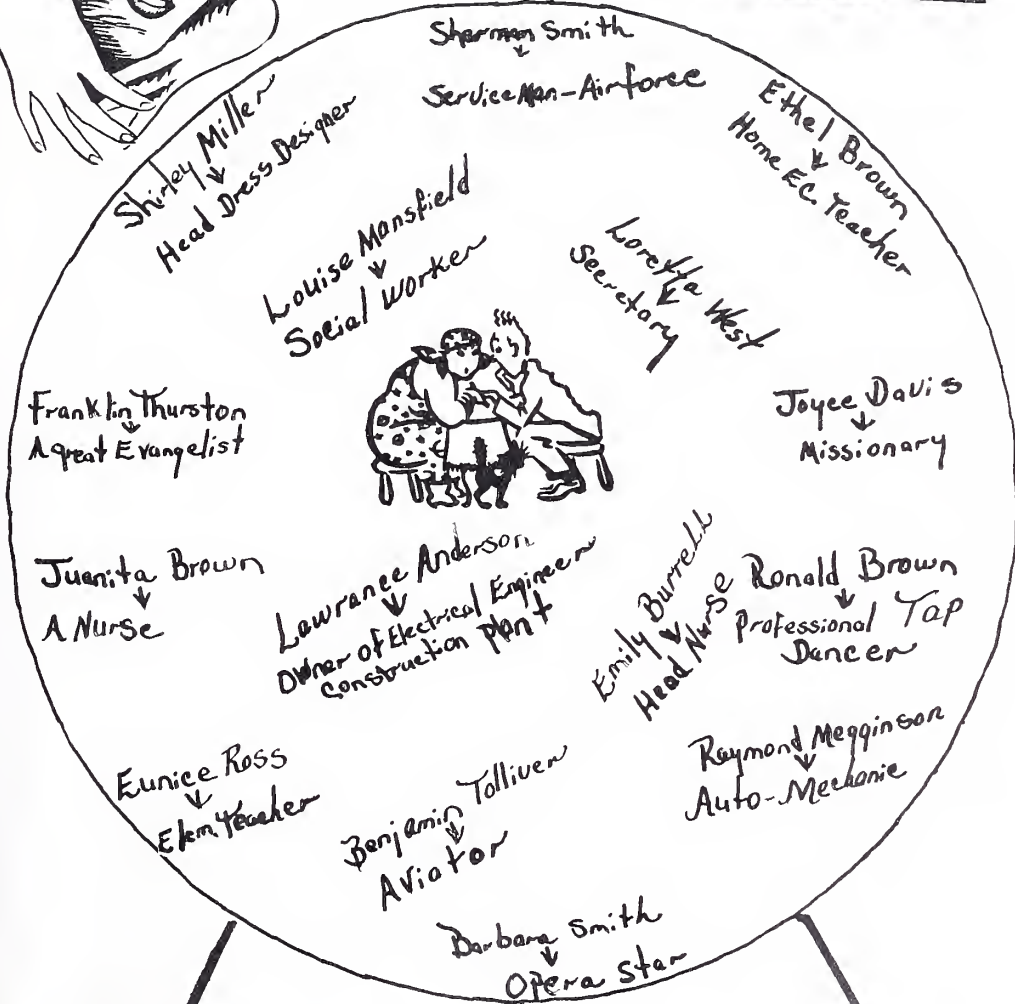 Sherman Smith
Service Man-Airforce
Ethel Brown
Home EC. Teacher
Shirley Miller
Head Dress Designer
Louise Mansfield
Social Worker
Loretta West
Secretary
Franklin Thurston
A great Evangelist
Joyce Davis
Missionary
Juanita Brown
A Nurse
Lawrance Anderson
Owner of Electrical Engineer
Construction Plant
Emily Burrell
Head Nurse
Ronald Brown
Professional Tap
Dancer
Raymond Megginson
Auto-Mechanic
Eunice Ross
Elem. Teacher
Benjamin Tolliver
Aviator
Barbara Smith
Opera Star